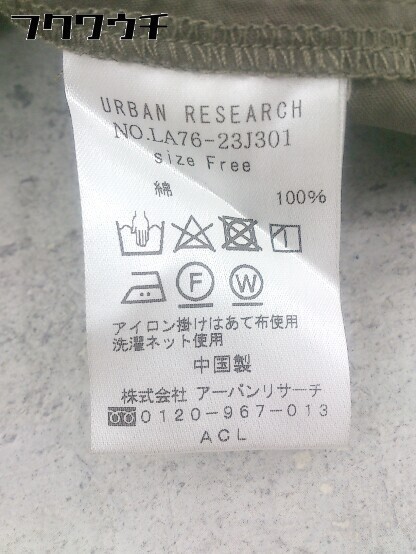 フクワウチ
URBAN RESEARCH
NO.LA76-23J301
size Free
綿 100%
F W
アイロン掛けはあて布使用
洗濯ネット使用
中国製
株式会社 アーバンリサーチ
0120-967-013
ACL